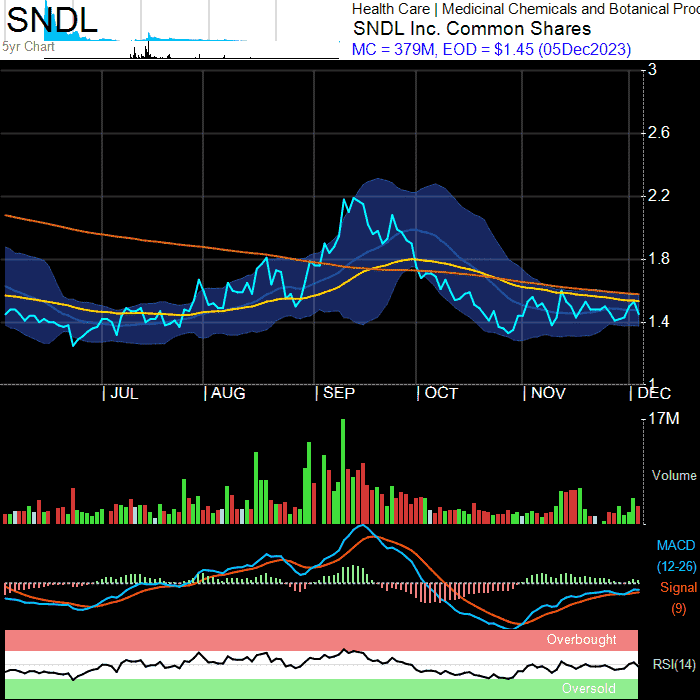 SNDL
Health Care | Medicinal Chemicals and Botanical Proc
SNDL Inc. Common Shares
5yr Chart
MC = 379M, EOD = $1.45 (05Dec2023)
3
2.6
2.2
1.8
1.4
1
| JUL | AUG | SEP | OCT | NOV | DEC
17M
Volume
MACD
(12-26)
Signal
(9)
Overbought
RSI(14)
Oversold